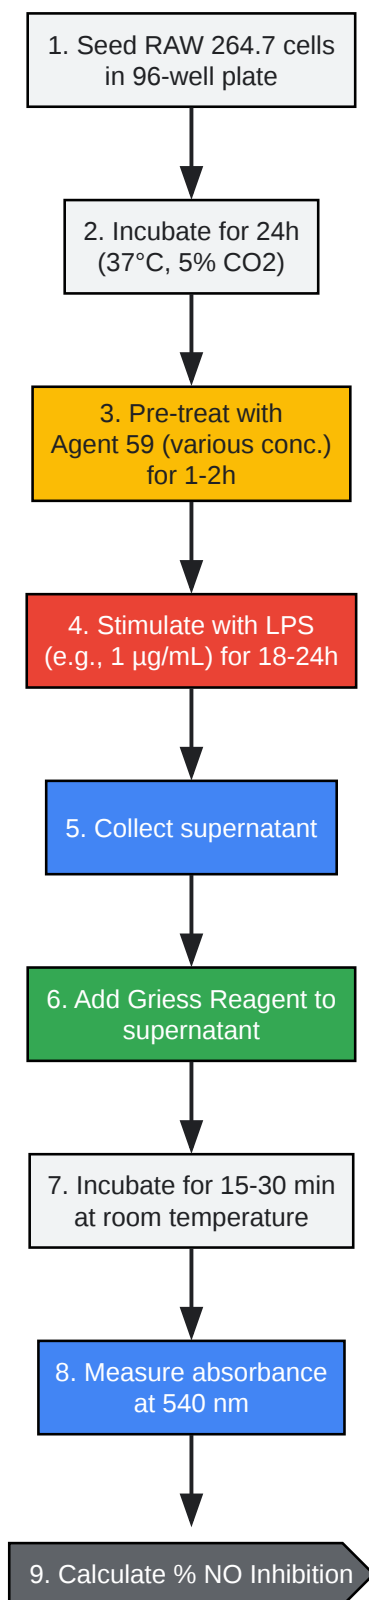 1. Seed RAW 264.7 cells
in 96-well plate
2. Incubate for 24h
(37°C, 5% CO2)
3. Pre-treat with
Agent 59 (various conc.)
for 1-2h
4. Stimulate with LPS
(e.g., 1 µg/mL) for 18-24h
5. Collect supernatant
6. Add Griess Reagent to
supernatant
7. Incubate for 15-30 min
at room temperature
8. Measure absorbance
at 540 nm
9. Calculate % NO Inhibition